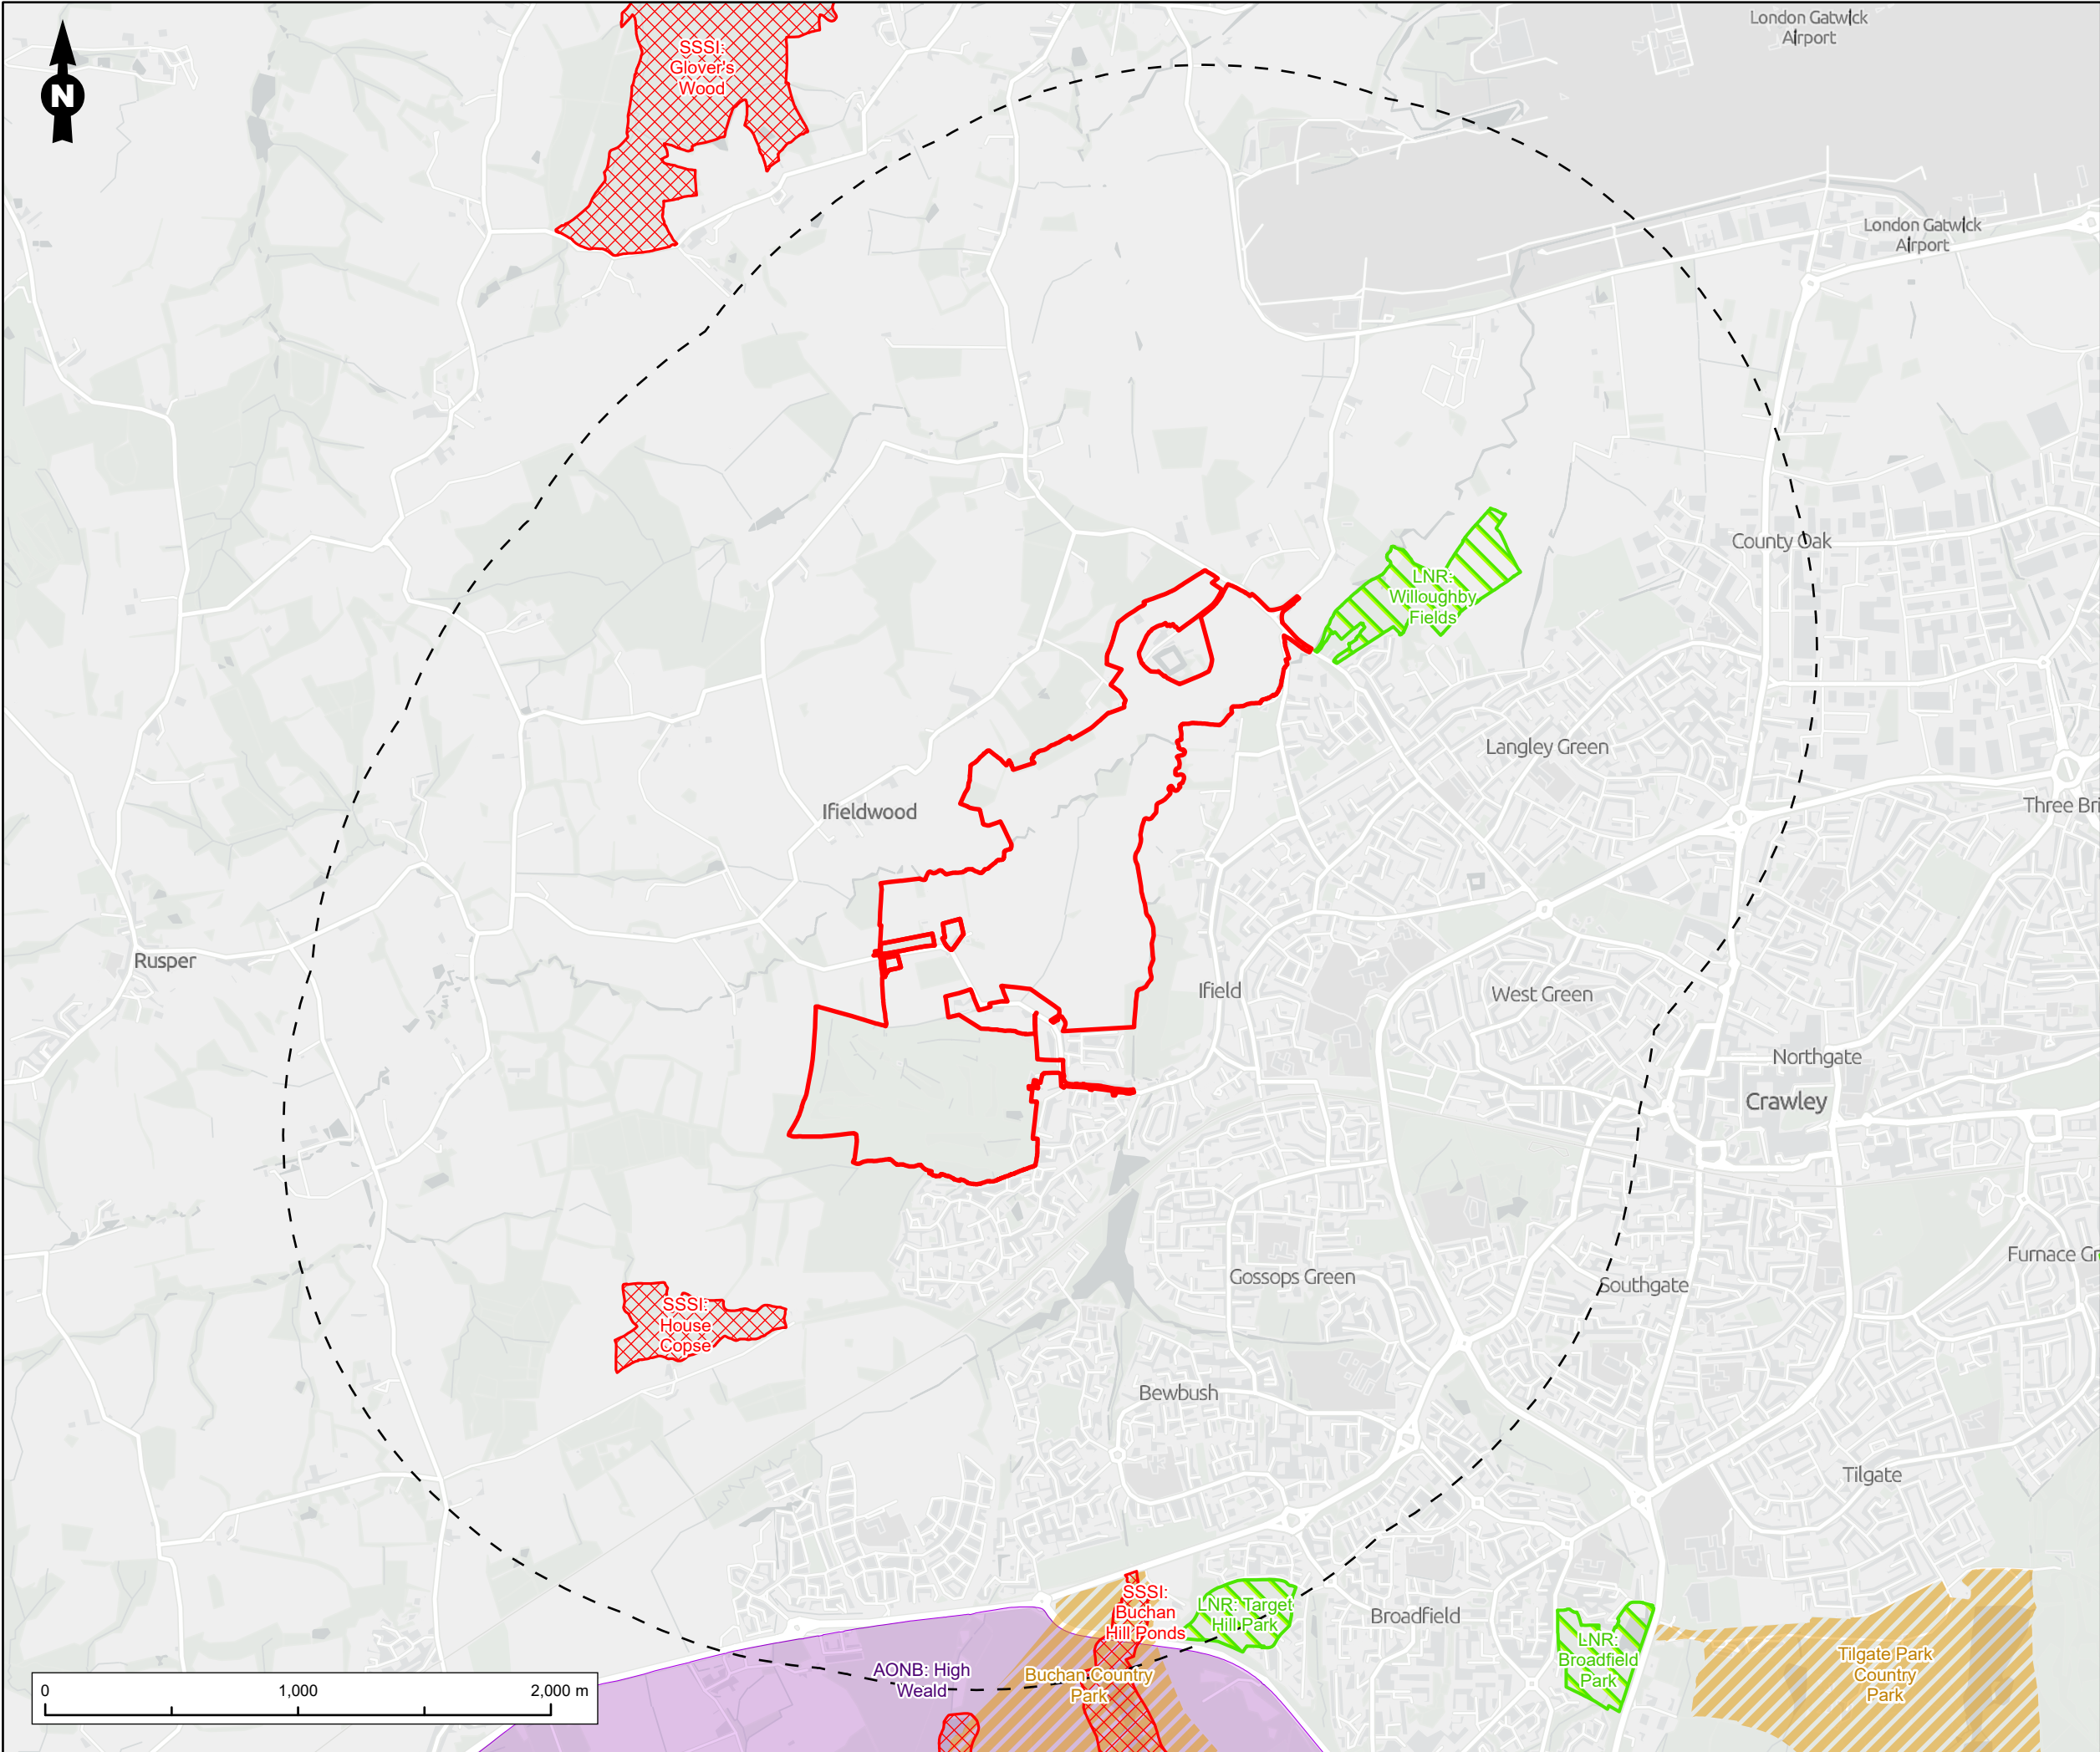 London Gatwick
Airport
N
SSSI:
Glover's
Wood
London Gatwick
Airport
County Oak
LNR:
Willoughby
Fields
Langley Green
Ifieldwood
Three Bri
Rusper
Ifield
West Green
Northgate
Crawley
Furnace Gr
Gossops Green
Southgate
SSSI:
House
Copse
Bewbush
Tilgate
SSSI:
Buchan
Hill Ponds
LNR: Target
Hill Park
Broadfield
LNR:
Broadfield
Park
Tilgate Park
Country
Park
AONB: High
Weald
Buchan Country
Park
0 1,000 2,000 m